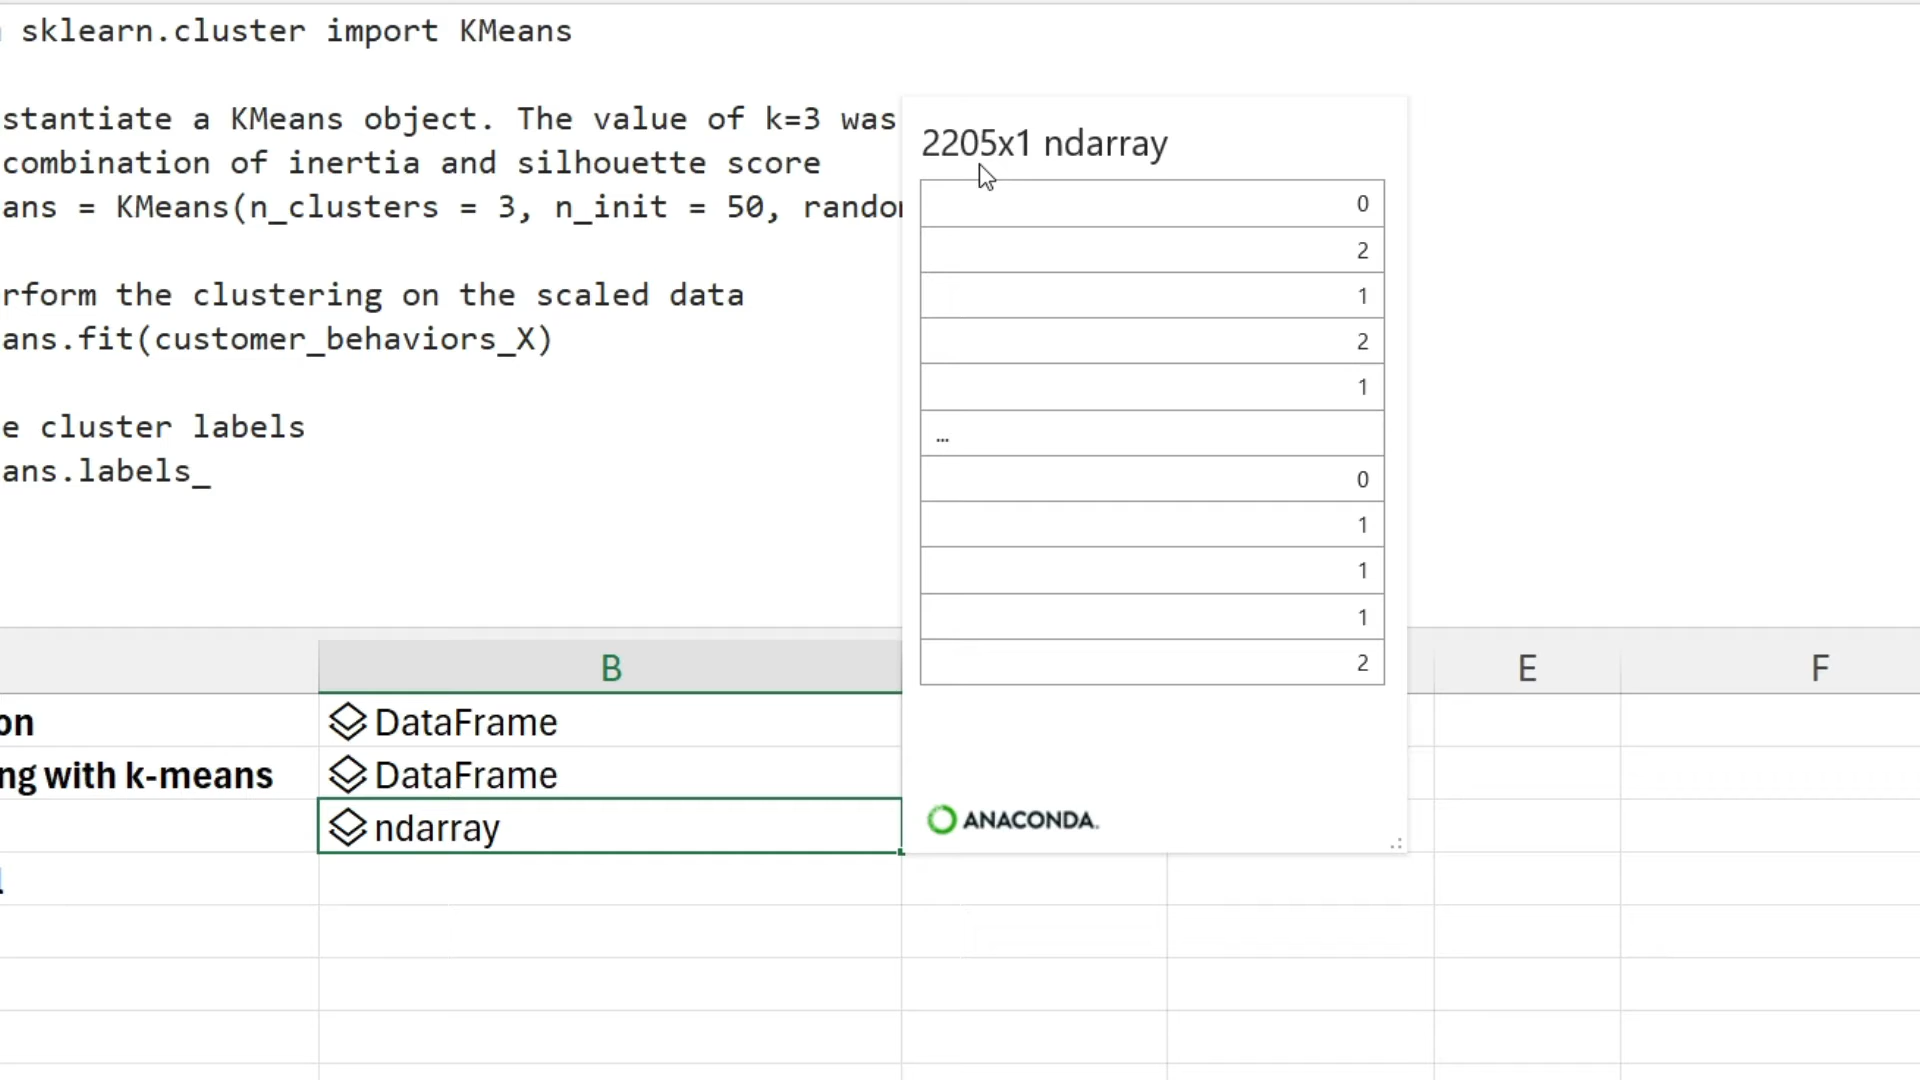 sklearn.cluster import KMeans
stantiate a KMeans object. The value of k=3 was
combination of inertia and silhouette score
ans = KMeans(n_clusters = 3, n_init = 50, rando
rform the clustering on the scaled data
ans.fit(customer_behaviors_X)
e cluster labels
ans.labels_
2205x1 ndarray
0
2
1
2
1
...
0
1
1
1
2
ANACONDA.
B
E
F
on
DataFrame
ng with k-means
DataFrame
ndarray